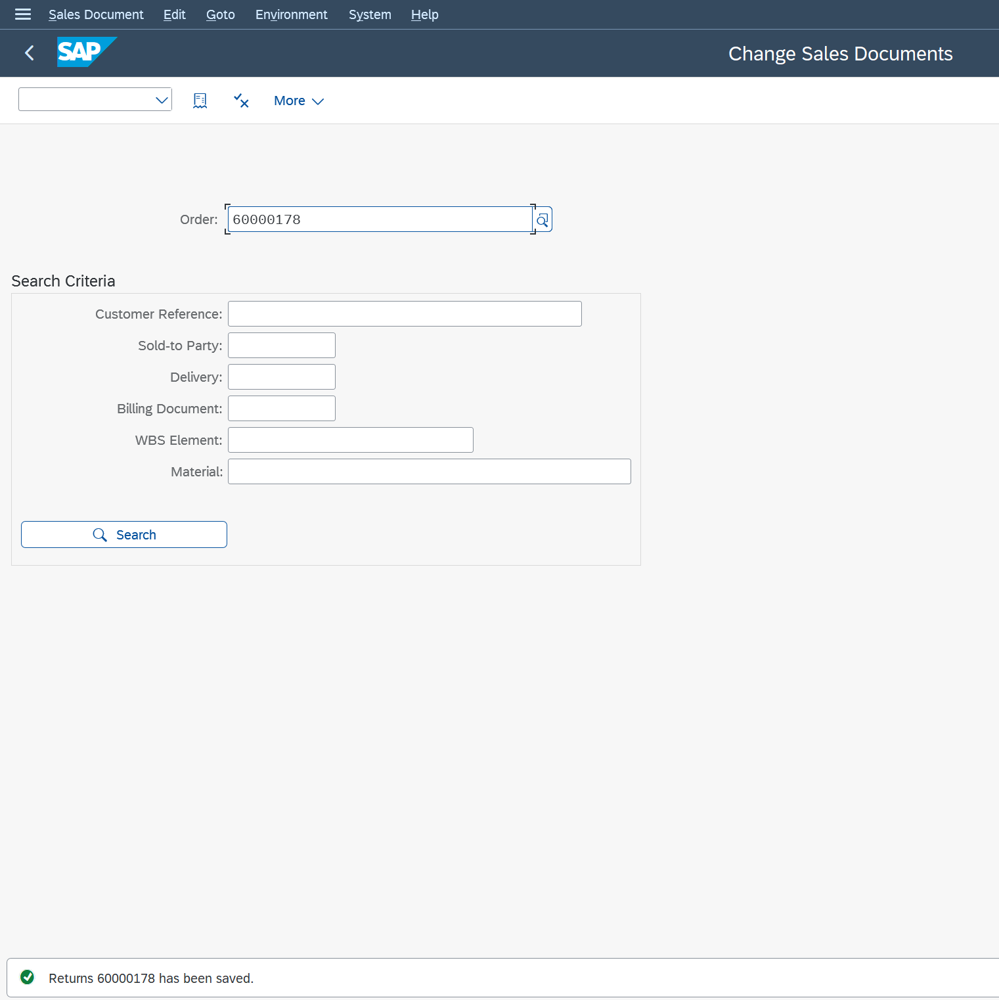 Sales Document Edit Goto Environment System Help
SAP
Change Sales Documents
More
Order: 60000178
Search Criteria
Customer Reference:
Sold-to Party:
Delivery:
Billing Document:
WBS Element:
Material:
Search
Returns 60000178 has been saved.